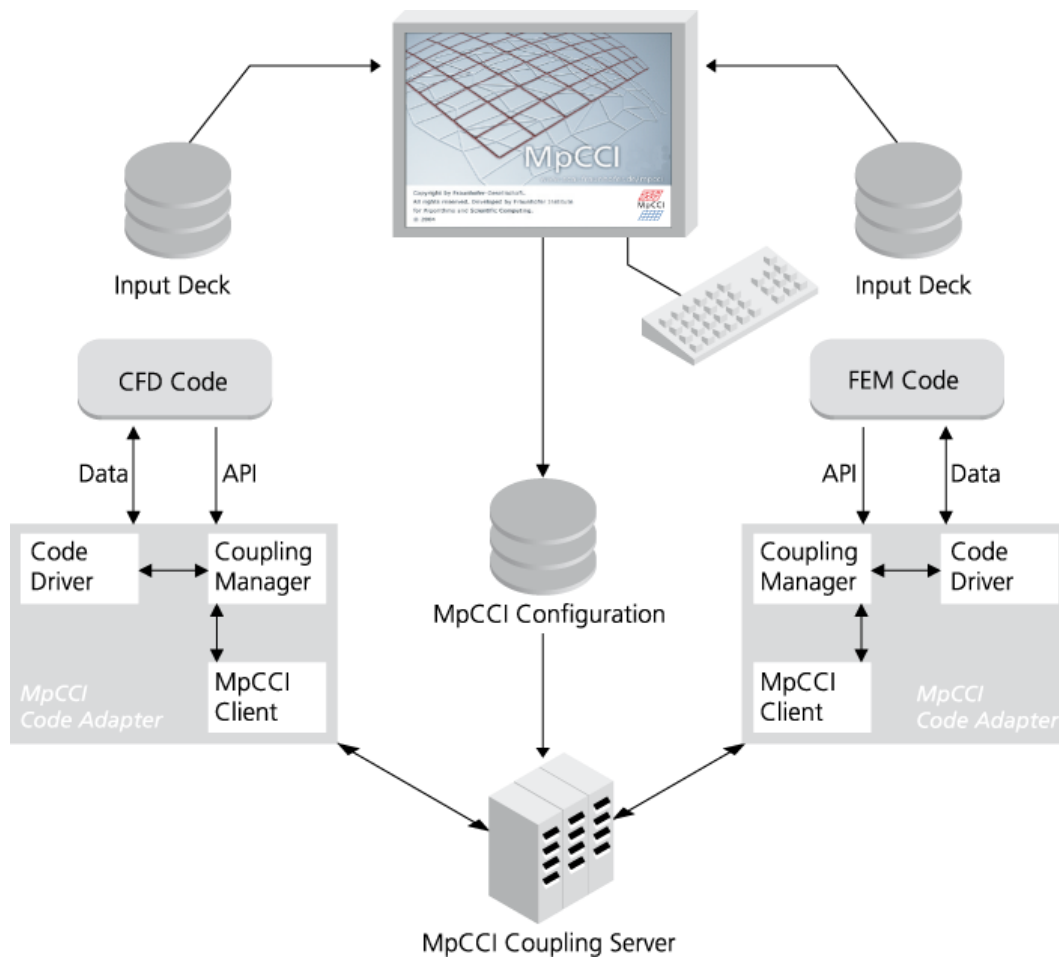 MpCCI
Copyright by Fraunhofer-Gesellschaft.
All rights reserved. Developed by Fraunhofer Institute
for Algorithms and Scientific Computing.
© 2004
MpCCI
Input Deck
Input Deck
CFD Code
FEM Code
Data
API
API
Data
Code
Driver
Coupling
Manager
MpCCI
Client
MpCCI
Code Adapter
MpCCI Configuration
Coupling
Manager
Code
Driver
MpCCI
Client
MpCCI
Code Adapter
MpCCI Coupling Server